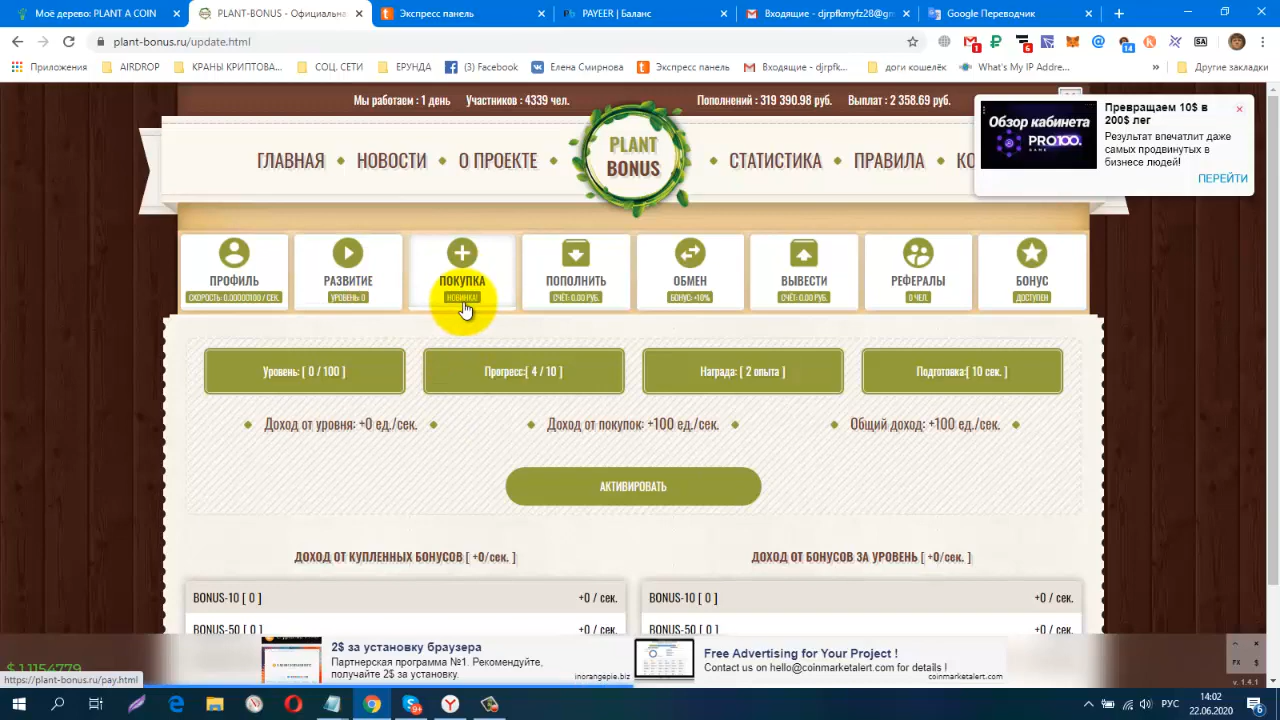 Моё дерево: PLANT A COIN
PLANT-BONUS - Официальна
Экспресс панель
PAYEER | Баланс
Входящие - djrpfkmyfz28@gm
Google Переводчик
plant-bonus.ru/update.html
Приложения
AIRDROP
КРАНЫ КРИПТОВА...
СОЦ. СЕТИ
ЕРУНДА
(3) Facebook
Елена Смирнова
Экспресс панель
Входящие - djrpfk...
доги кошелёк
What's My IP Addre...
Другие закладки
Мы работаем : 1 день
Участников : 4339 чел.
Пополнений : 319 390.98 руб.
Выплат : 2 358.69 руб.
ГЛАВНАЯ
НОВОСТИ
О ПРОЕКТЕ
PLANT
BONUS
СТАТИСТИКА
ПРАВИЛА
КО
Обзор кабинета
PRO100
GAME
Превращаем 10$ в
200$ лег
Результат впечатлит даже
самых продвинутых в
бизнесе людей!
ПЕРЕЙТИ
ПРОФИЛЬ
СКОРОСТЬ: 0.00000100 / СЕК.
РАЗВИТИЕ
УРОВЕНЬ: 0
ПОКУПКА
НОВИНКА!
ПОПОЛНИТЬ
СЧЁТ: 0.00 РУБ.
ОБМЕН
БОНУС: +10%
ВЫВЕСТИ
СЧЁТ: 0.00 РУБ.
РЕФЕРАЛЫ
0 ЧЕЛ.
БОНУС
ДОСТУПЕН
Уровень: [ 0 / 100 ]
Прогресс:[ 4 / 10 ]
Награда: [ 2 опыта ]
Подготовка:[ 10 сек. ]
Доход от уровня: +0 ед./сек.
Доход от покупок: +100 ед./сек.
Общий доход: +100 ед./сек.
АКТИВИРОВАТЬ
ДОХОД ОТ КУПЛЕННЫХ БОНУСОВ [ +0/сек. ]
ДОХОД ОТ БОНУСОВ ЗА УРОВЕНЬ [ +0/сек. ]
BONUS-10 [ 0 ]
+0 / сек.
BONUS-10 [ 0 ]
+0 / сек.
BONUS-50 [ 0 ]
+0 / сек.
BONUS-50 [ 0 ]
+0 / сек.
2$ за установку браузера
Партнерская программа №1. Рекомендуйте,
получайте 2$ за установку.
inorangepie.biz
Free Advertising for Your Project !
Contact us on hello@coinmarketalert.com for details !
coinmarketalert.com
$ 1.1154779
FX $
v. 1.4.1
https://plant-bonus.ru/pay.html
РУС
14:02
22.06.2020